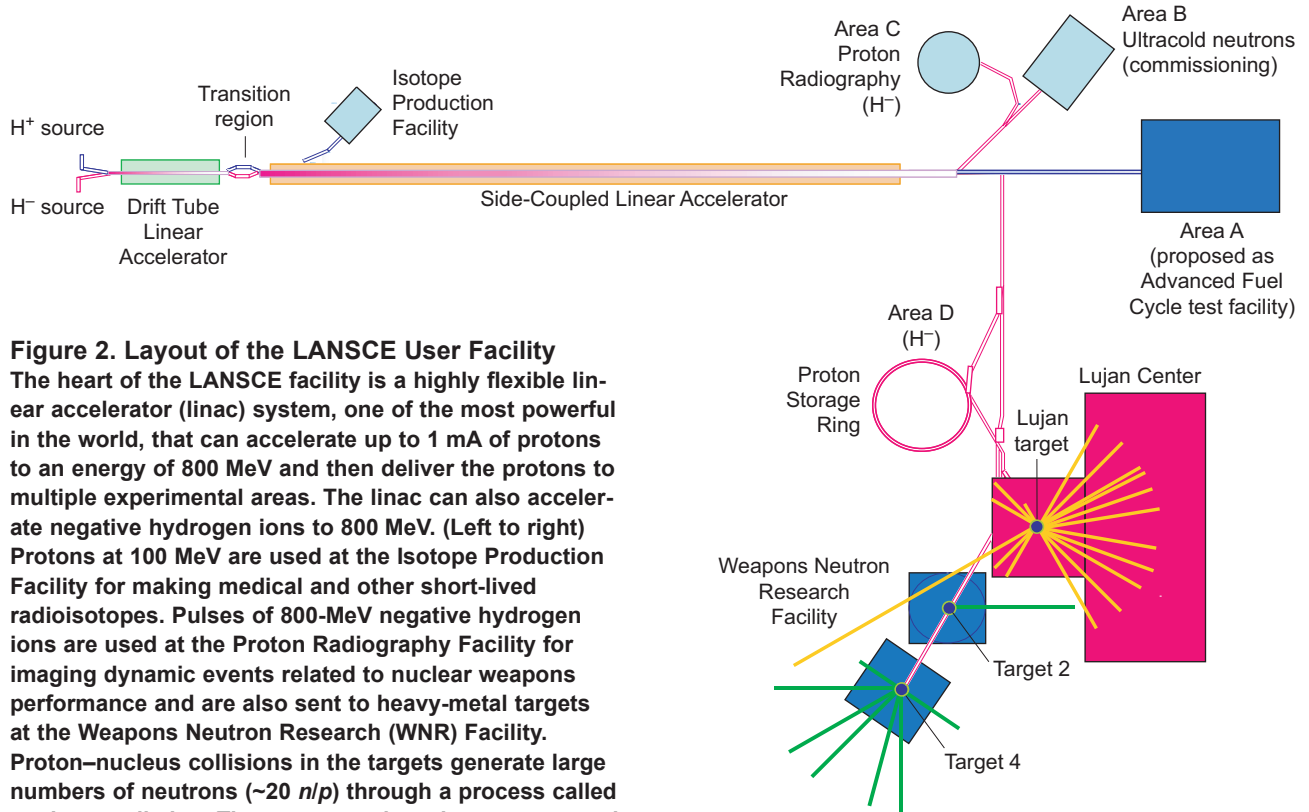 Area B
Ultracold neutrons
(commissioning)
Area C
Proton
Radiography
(H⁻)
Isotope
Production
Facility
Transition
region
H⁺ source
H⁻ source
Drift Tube
Linear
Accelerator
Side-Coupled Linear Accelerator
Area A
(proposed as
Advanced Fuel
Cycle test facility)
Area D
(H⁻)
Proton
Storage
Ring
Lujan Center
Lujan
target
Weapons Neutron
Research
Facility
Target 2
Target 4
Figure 2. Layout of the LANSCE User Facility
The heart of the LANSCE facility is a highly flexible lin-
ear accelerator (linac) system, one of the most powerful
in the world, that can accelerate up to 1 mA of protons
to an energy of 800 MeV and then deliver the protons to
multiple experimental areas. The linac can also acceler-
ate negative hydrogen ions to 800 MeV. (Left to right)
Protons at 100 MeV are used at the Isotope Production
Facility for making medical and other short-lived
radioisotopes. Pulses of 800-MeV negative hydrogen
ions are used at the Proton Radiography Facility for
imaging dynamic events related to nuclear weapons
performance and are also sent to heavy-metal targets
at the Weapons Neutron Research (WNR) Facility.
Proton–nucleus collisions in the targets generate large
numbers of neutrons (~20 n/p) through a process called